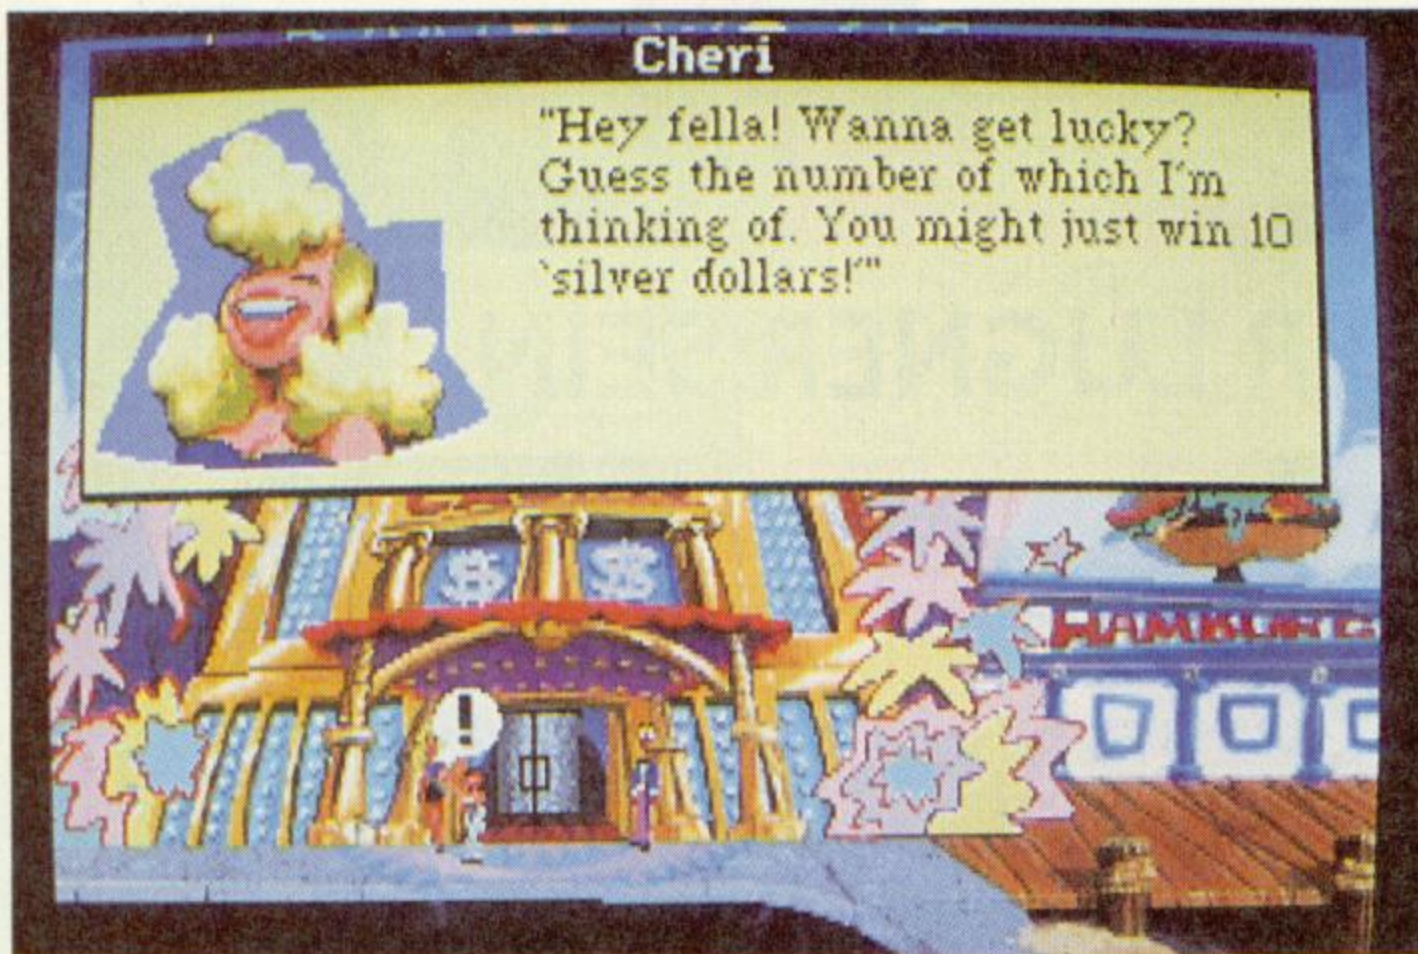 Cheri
"Hey fella! Wanna get lucky?
Guess the number of which I'm
thinking of. You might just win 10
`silver dollars!'"
$ $
!
HAMBURG